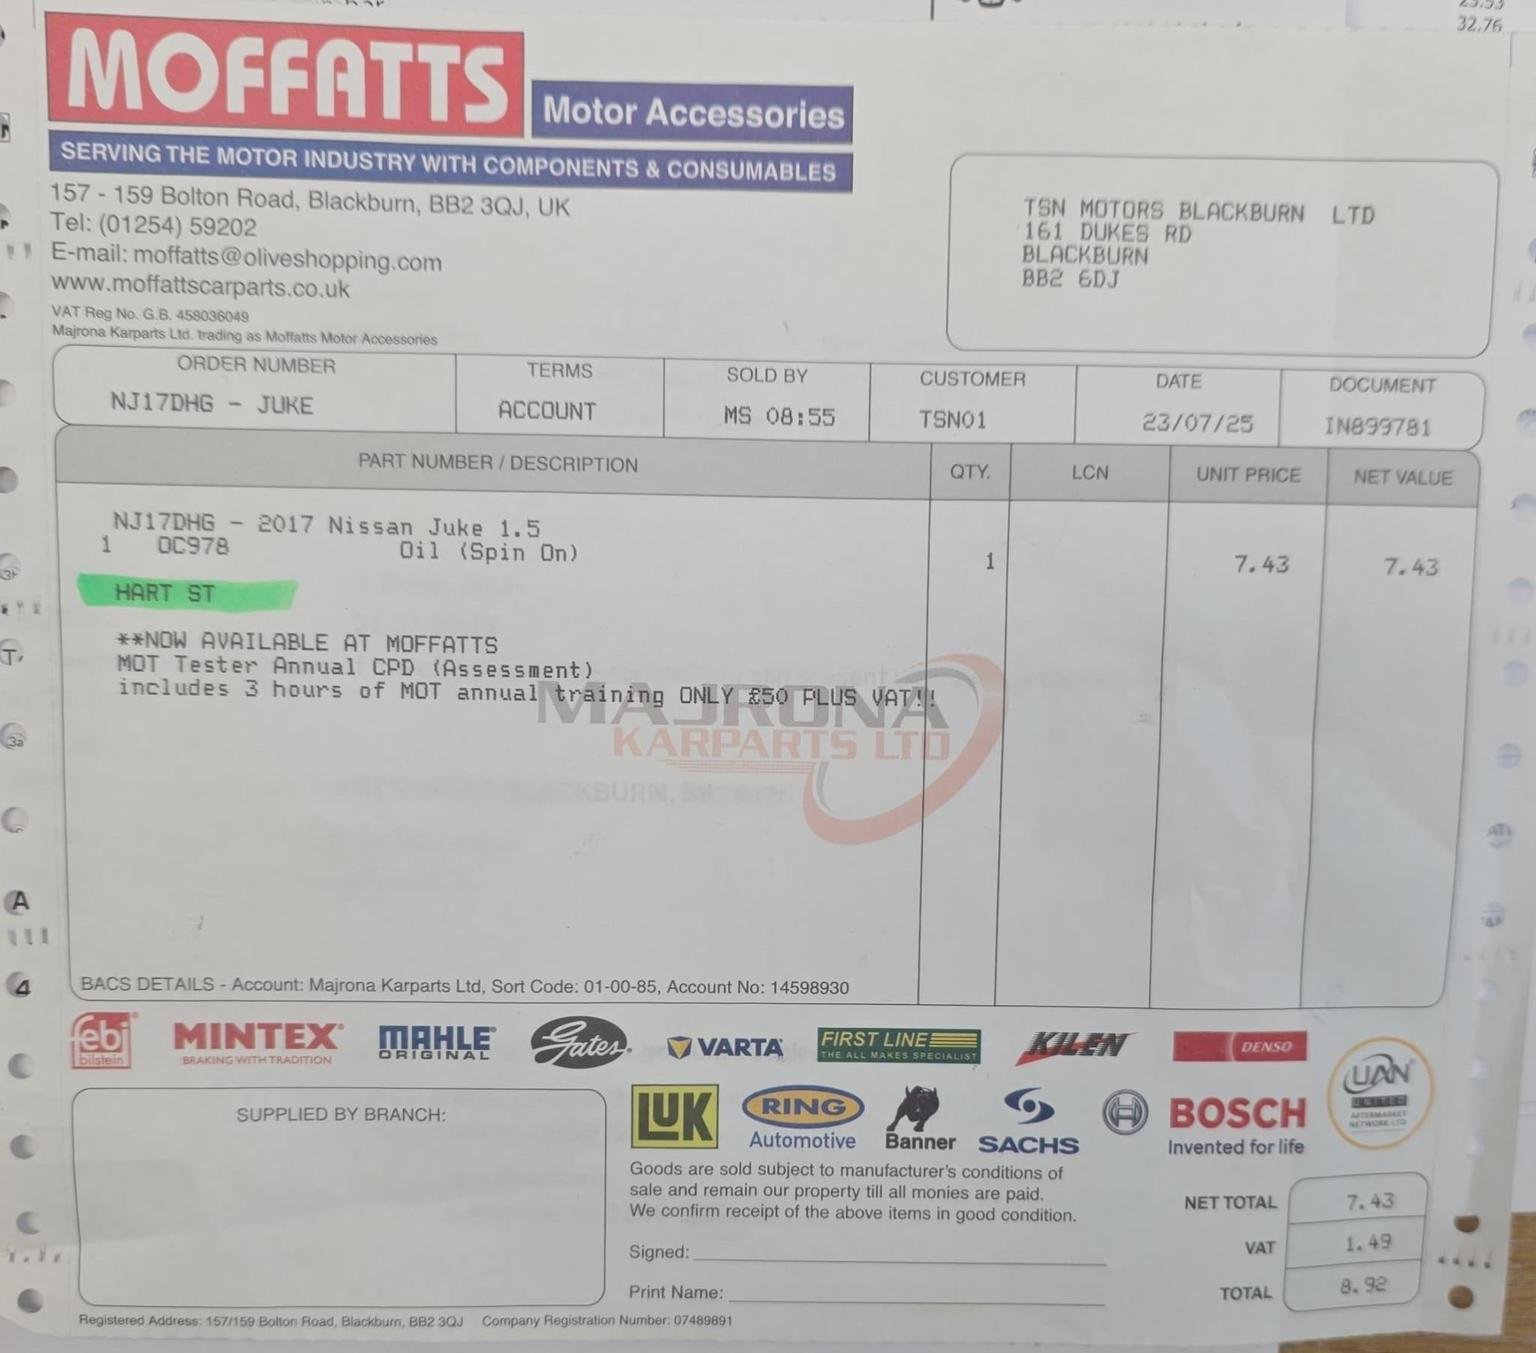 32.76
MOFFATTS
Motor Accessories
SERVING THE MOTOR INDUSTRY WITH COMPONENTS & CONSUMABLES
157 - 159 Bolton Road, Blackburn, BB2 3QJ, UK
Tel: (01254) 59202
E-mail: moffatts@oliveshopping.com
www.moffattscarparts.co.uk
VAT Reg No. G.B. 458036049
Majrona Karparts Ltd. trading as Moffatts Motor Accessories
TSN MOTORS BLACKBURN LTD
161 DUKES RD
BLACKBURN
BB2 6DJ
ORDER NUMBER TERMS SOLD BY CUSTOMER DATE DOCUMENT
NJ17DHG - JUKE ACCOUNT MS 08:55 TSN01 23/07/25 IN899781
PART NUMBER / DESCRIPTION QTY. LCN UNIT PRICE NET VALUE
NJ17DHG - 2017 Nissan Juke 1.5
1 OC978 Oil (Spin On) 1 7.43 7.43
HART ST
**NOW AVAILABLE AT MOFFATTS
MOT Tester Annual CPD (Assessment)
includes 3 hours of MOT annual training ONLY £50 PLUS VAT!!
MAJRONA
KARPARTS LTD
BACS DETAILS - Account: Majrona Karparts Ltd, Sort Code: 01-00-85, Account No: 14598930
febi
bilstein
MINTEX
BRAKING WITH TRADITION
MAHLE
ORIGINAL
Gates
VARTA
FIRST LINE
THE ALL MAKES SPECIALIST
KILEN
DENSO
UAN
UNITED
AFTERMARKET
NETWORK LTD
SUPPLIED BY BRANCH:
LUK
RING
Automotive
Banner
SACHS
BOSCH
Invented for life
Goods are sold subject to manufacturer's conditions of
sale and remain our property till all monies are paid.
We confirm receipt of the above items in good condition.
Signed:
Print Name:
NET TOTAL 7.43
VAT 1.49
TOTAL 8.92
Registered Address: 157/159 Bolton Road, Blackburn, BB2 3QJ Company Registration Number: 07489891